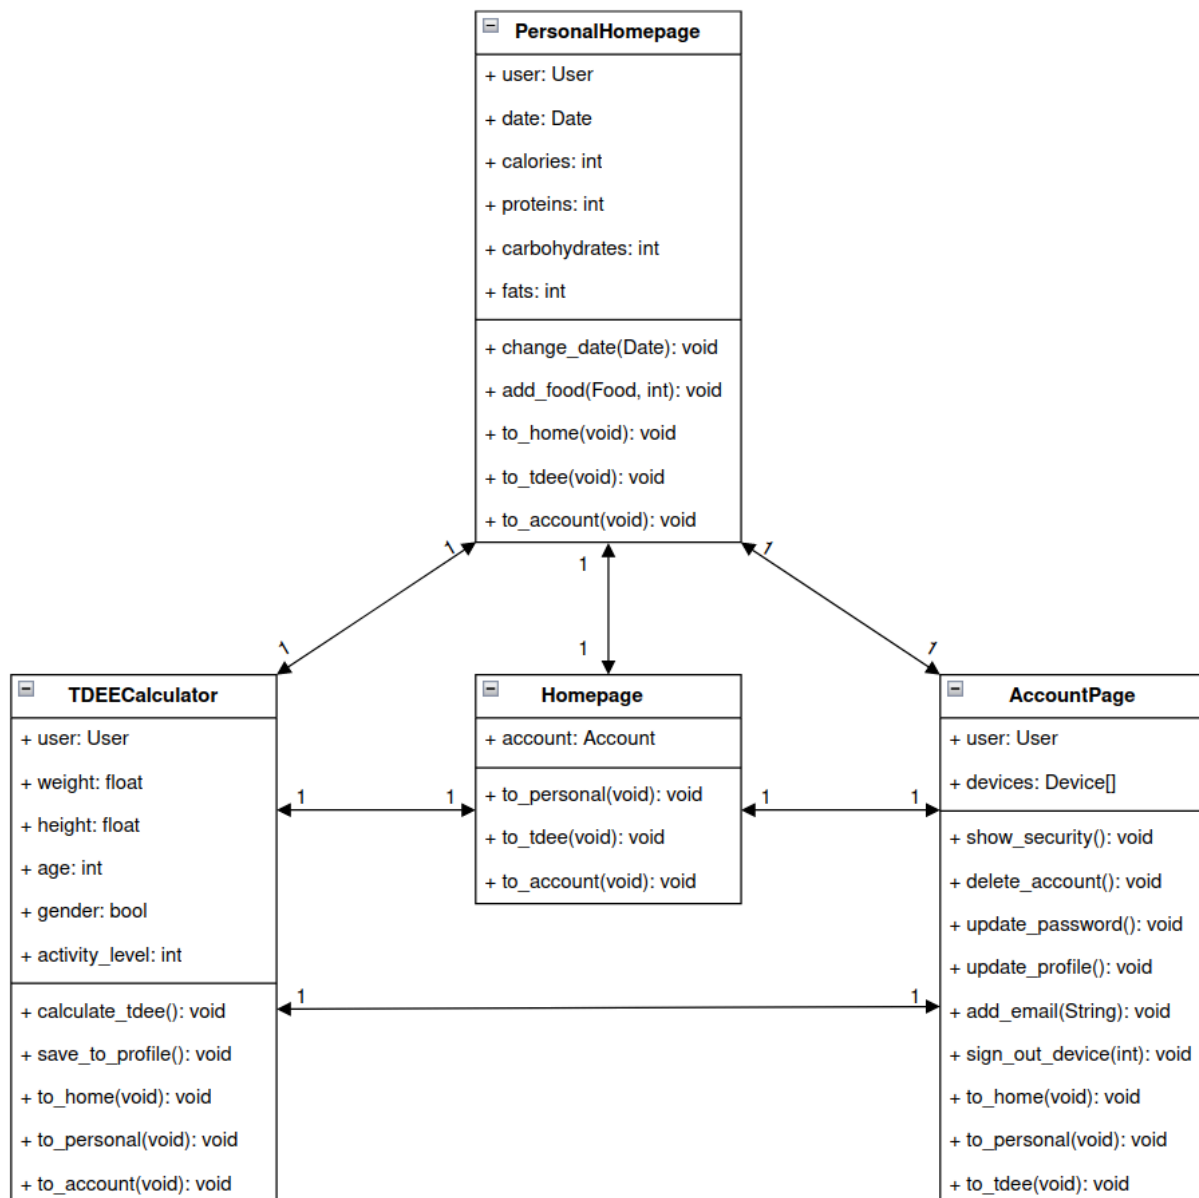 PersonalHomepage
+ user: User
+ date: Date
+ calories: int
+ proteins: int
+ carbohydrates: int
+ fats: int
+ change_date(Date): void
+ add_food(Food, int): void
+ to_home(void): void
+ to_tdee(void): void
+ to_account(void): void
1
1
1
1
1
1
TDEECalculator
+ user: User
+ weight: float
+ height: float
+ age: int
+ gender: bool
+ activity_level: int
+ calculate_tdee(): void
+ save_to_profile(): void
+ to_home(void): void
+ to_personal(void): void
+ to_account(void): void
1 1
Homepage
+ account: Account
+ to_personal(void): void
+ to_tdee(void): void
+ to_account(void): void
1 1
1 1
AccountPage
+ user: User
+ devices: Device[]
+ show_security(): void
+ delete_account(): void
+ update_password(): void
+ update_profile(): void
+ add_email(String): void
+ sign_out_device(int): void
+ to_home(void): void
+ to_personal(void): void
+ to_tdee(void): void